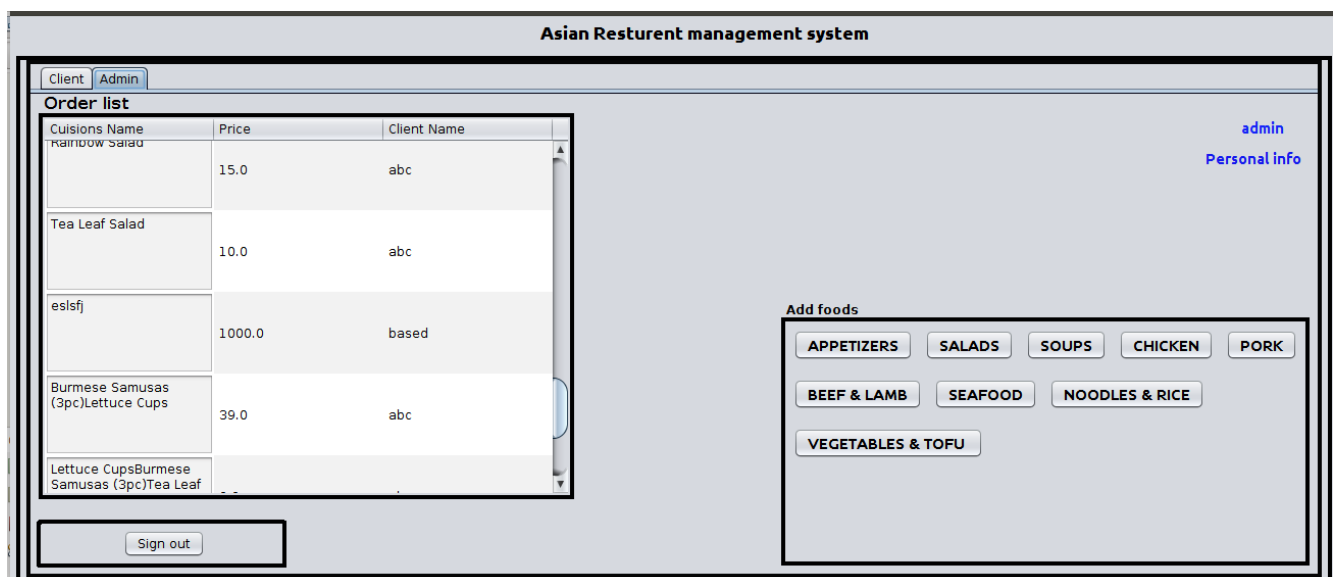 Asian Resturent management system
Client Admin
Order list
Cuisions Name Price Client Name
Rainbow Salad
15.0 abc
Tea Leaf Salad
10.0 abc
eslsfj
1000.0 based
Burmese Samusas
(3pc)Lettuce Cups
39.0 abc
Lettuce CupsBurmese
Samusas (3pc)Tea Leaf
Sign out
admin
Personal info
Add foods
APPETIZERS SALADS SOUPS CHICKEN PORK
BEEF & LAMB SEAFOOD NOODLES & RICE
VEGETABLES & TOFU